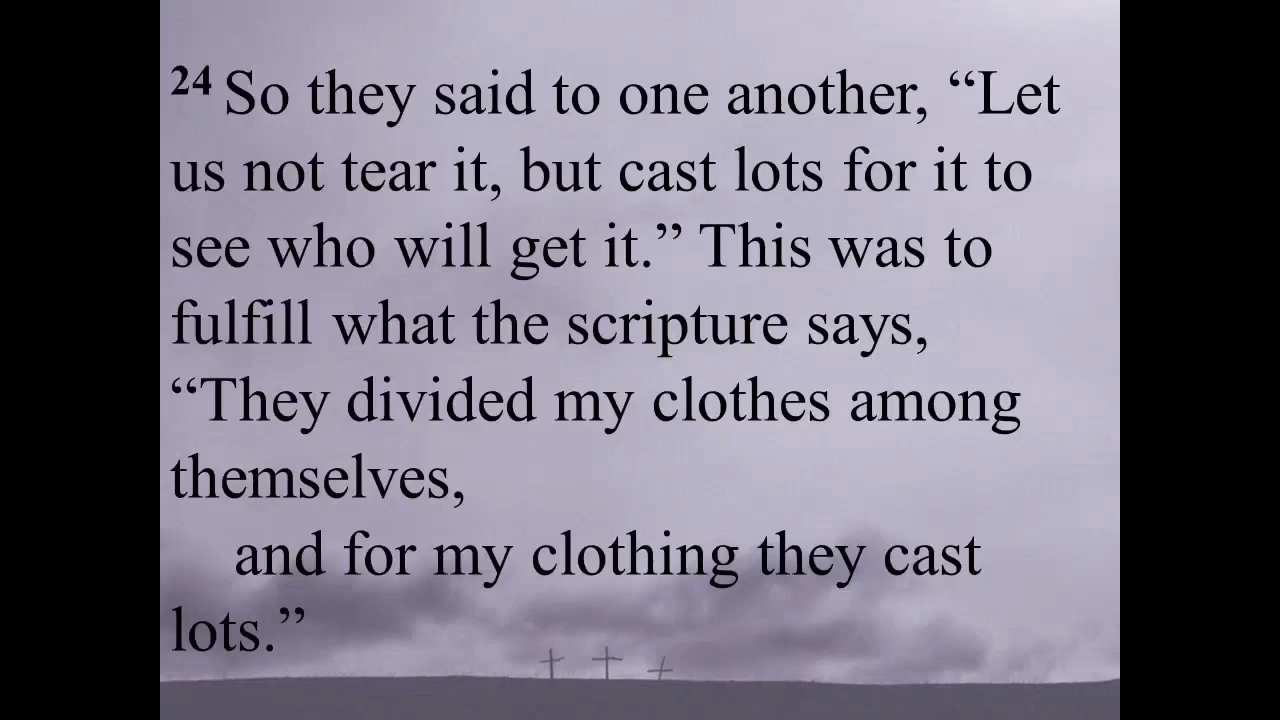 24 So they said to one another, “Let
us not tear it, but cast lots for it to
see who will get it.” This was to
fulfill what the scripture says,
“They divided my clothes among
themselves,
and for my clothing they cast
lots.”